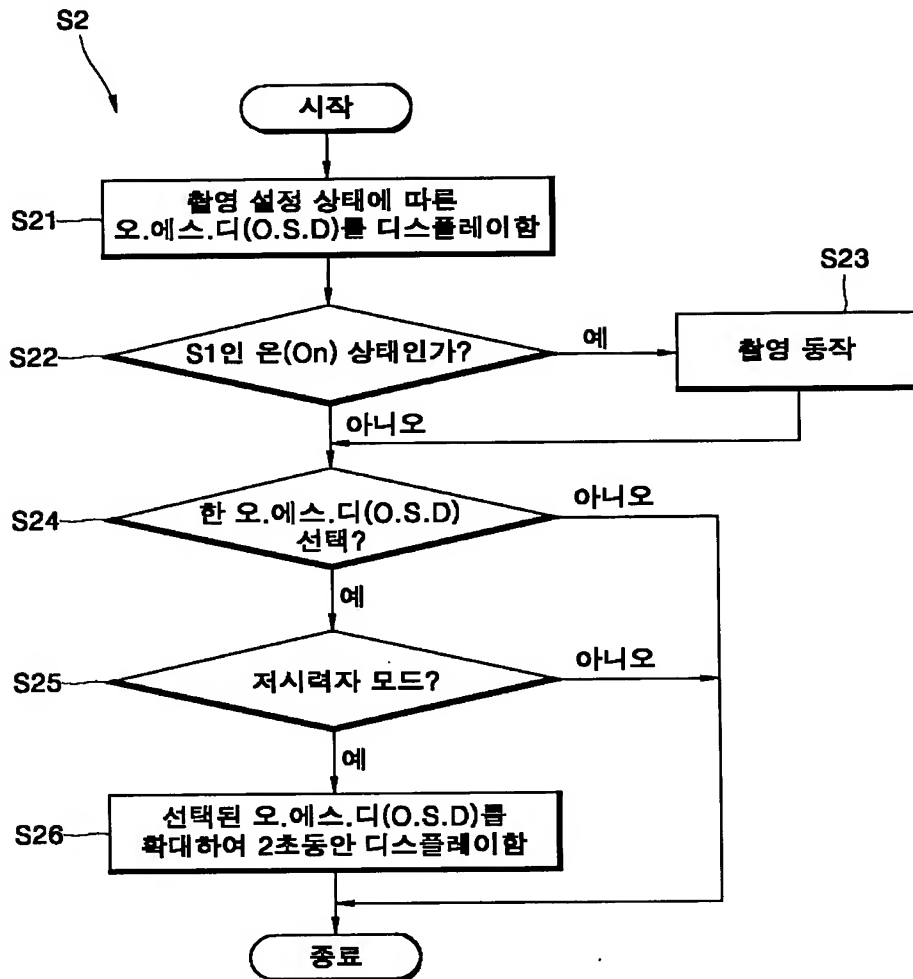 S2
시작
S21
촬영 설정 상태에 따른
오.에스.디(O.S.D)를 디스플레이함
S23
S22
S1인 온(On) 상태인가?
예
촬영 동작
아니오
S24
한 오.에스.디(O.S.D)
선택?
아니오
예
S25
저시력자 모드?
아니오
예
S26
선택된 오.에스.디(O.S.D)를
확대하여 2초동안 디스플레이함
종료